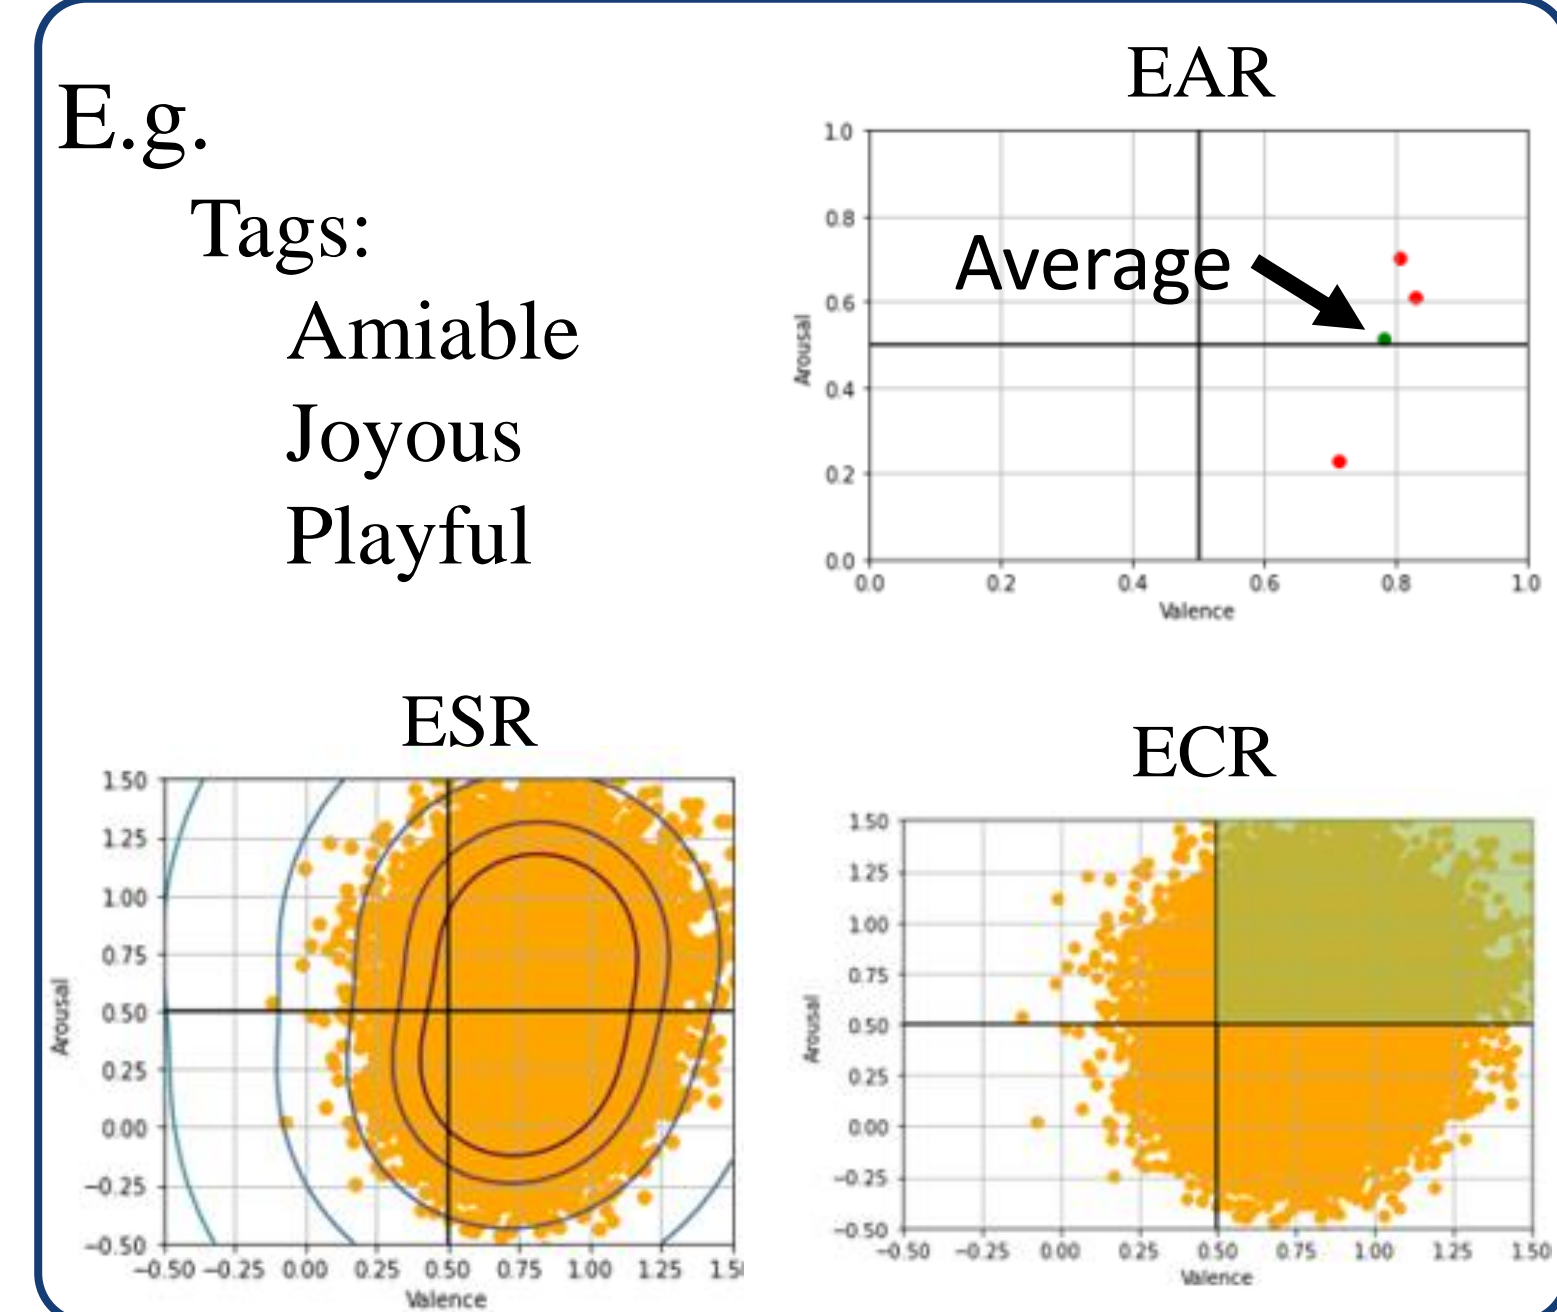 E.g.
Tags:
Amiable
Joyous
Playful
EAR
1.0
0.8
Average
0.6
Arousal
0.4
0.2
0.0
0.0 0.2 0.4 0.6 0.8 1.0
Valence
ESR
1.50
1.25
1.00
0.75
Arousal
0.50
0.25
0.00
−0.25
−0.50
−0.50 −0.25 0.00 0.25 0.50 0.75 1.00 1.25 1.5
Valence
ECR
1.50
1.25
1.00
0.75
Arousal
0.50
0.25
0.00
−0.25
−0.50
−0.50 −0.25 0.00 0.25 0.50 0.75 1.00 1.25 1.50
Valence